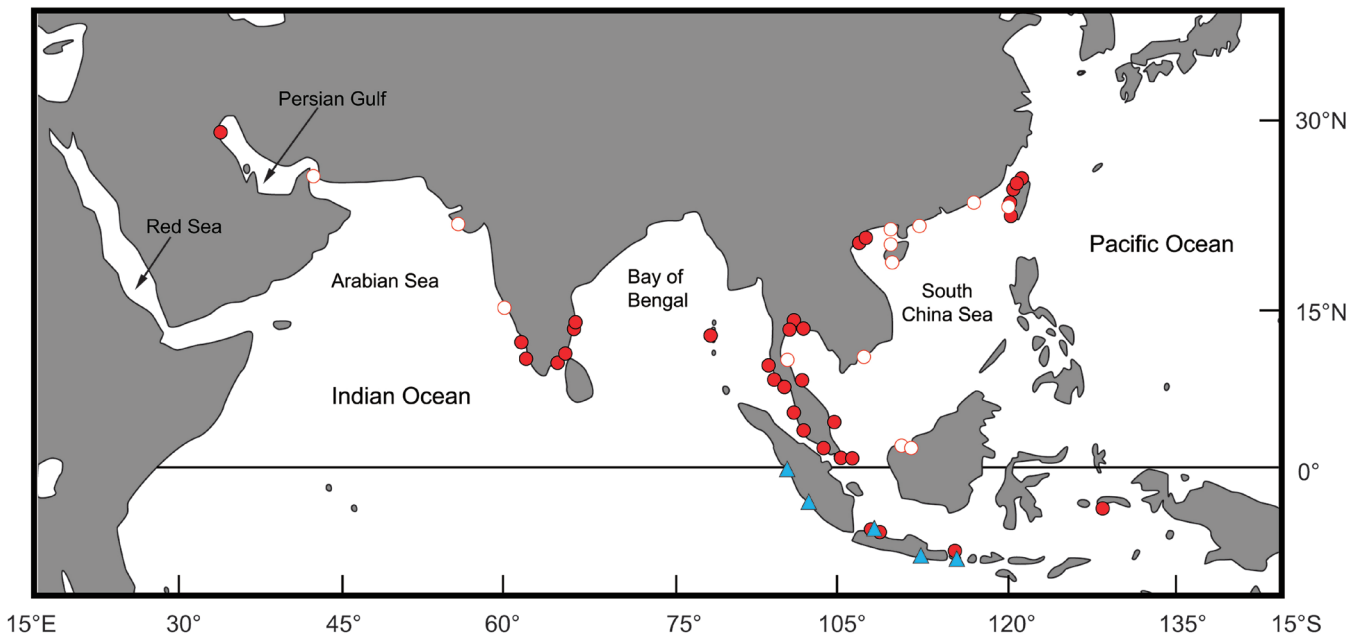 Persian Gulf
30°N
Red Sea
Pacific Ocean
Arabian Sea
Bay of
Bengal
South
China Sea
15°N
Indian Ocean
0°
15°E
30°
45°
60°
75°
105°
120°
135°
15°S